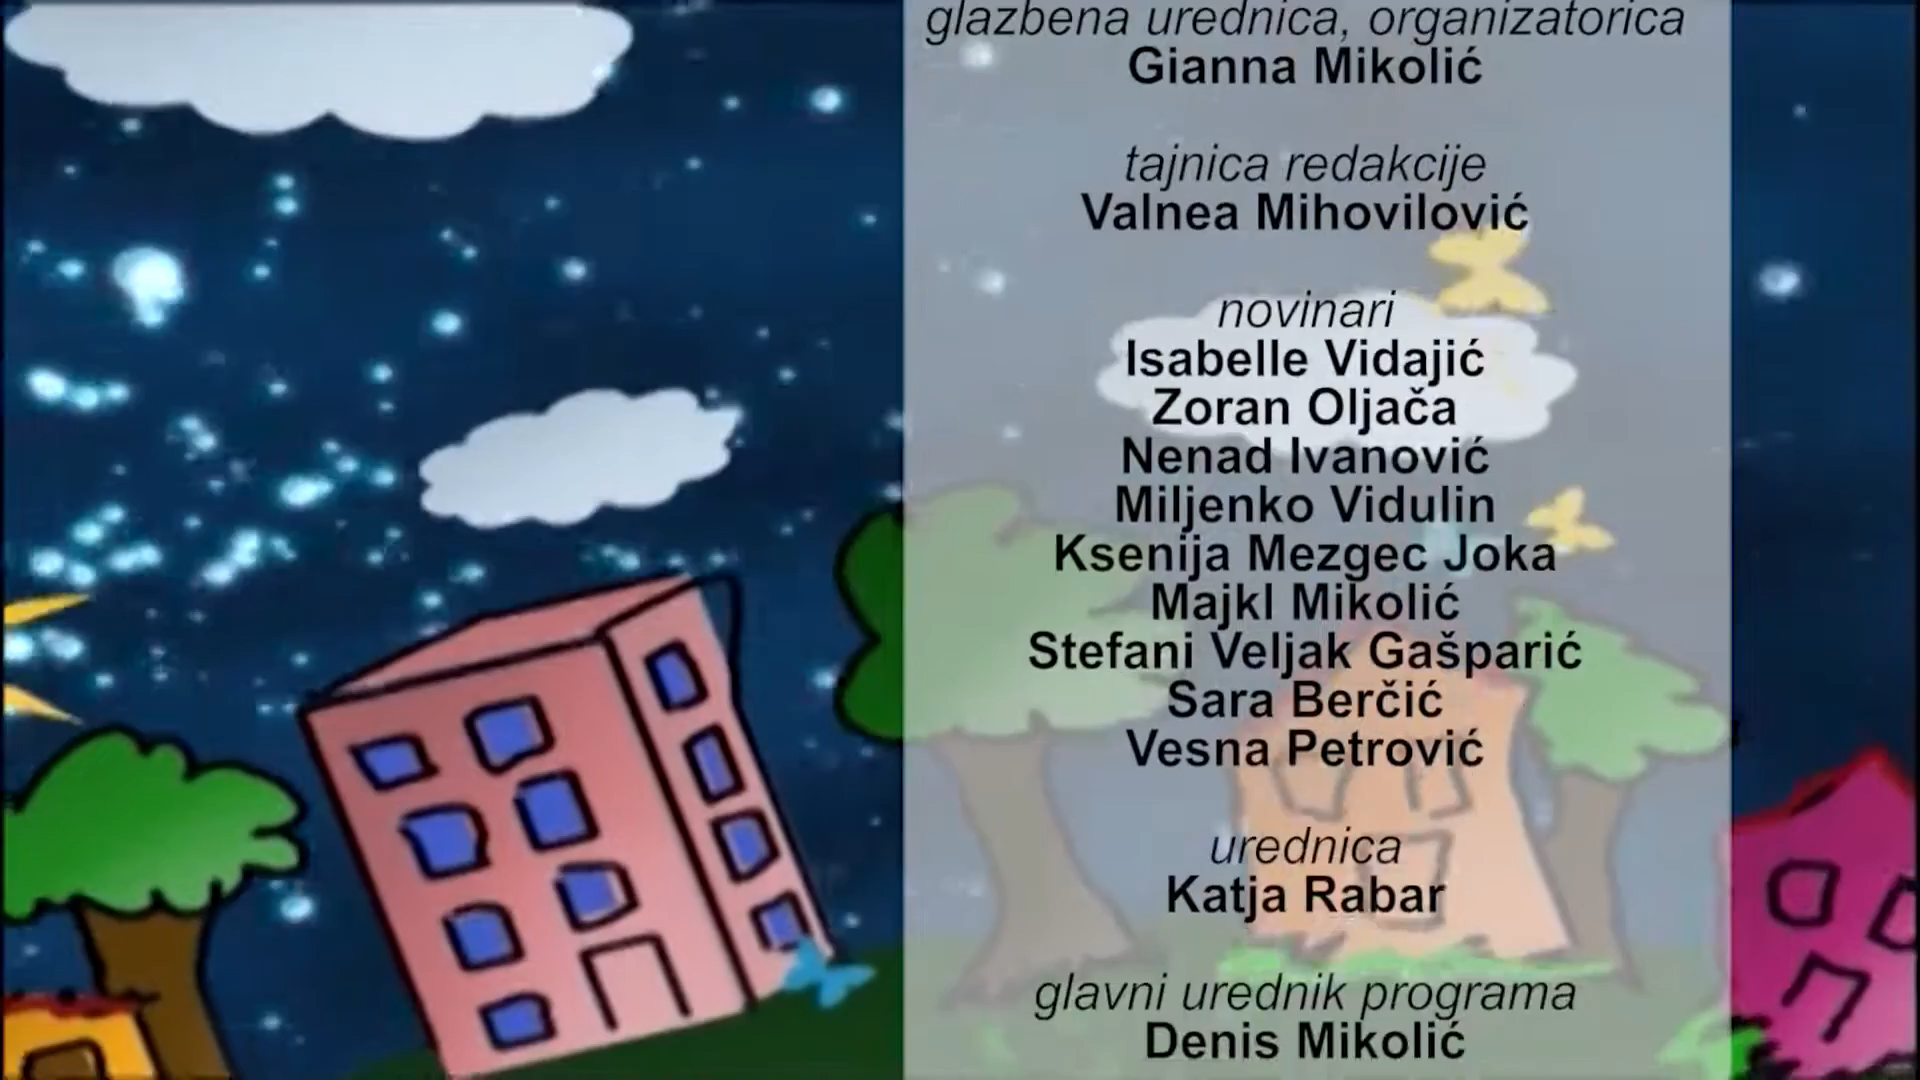 glazbena urednica, organizatorica
Gianna Mikolić
tajnica redakcije
Valnea Mihovilović
novinari
Isabelle Vidajić
Zoran Oljača
Nenad Ivanović
Miljenko Vidulin
Ksenija Mezgec Joka
Majkl Mikolić
Stefani Veljak Gašparić
Sara Berčić
Vesna Petrović
urednica
Katja Rabar
glavni urednik programa
Denis Mikolić